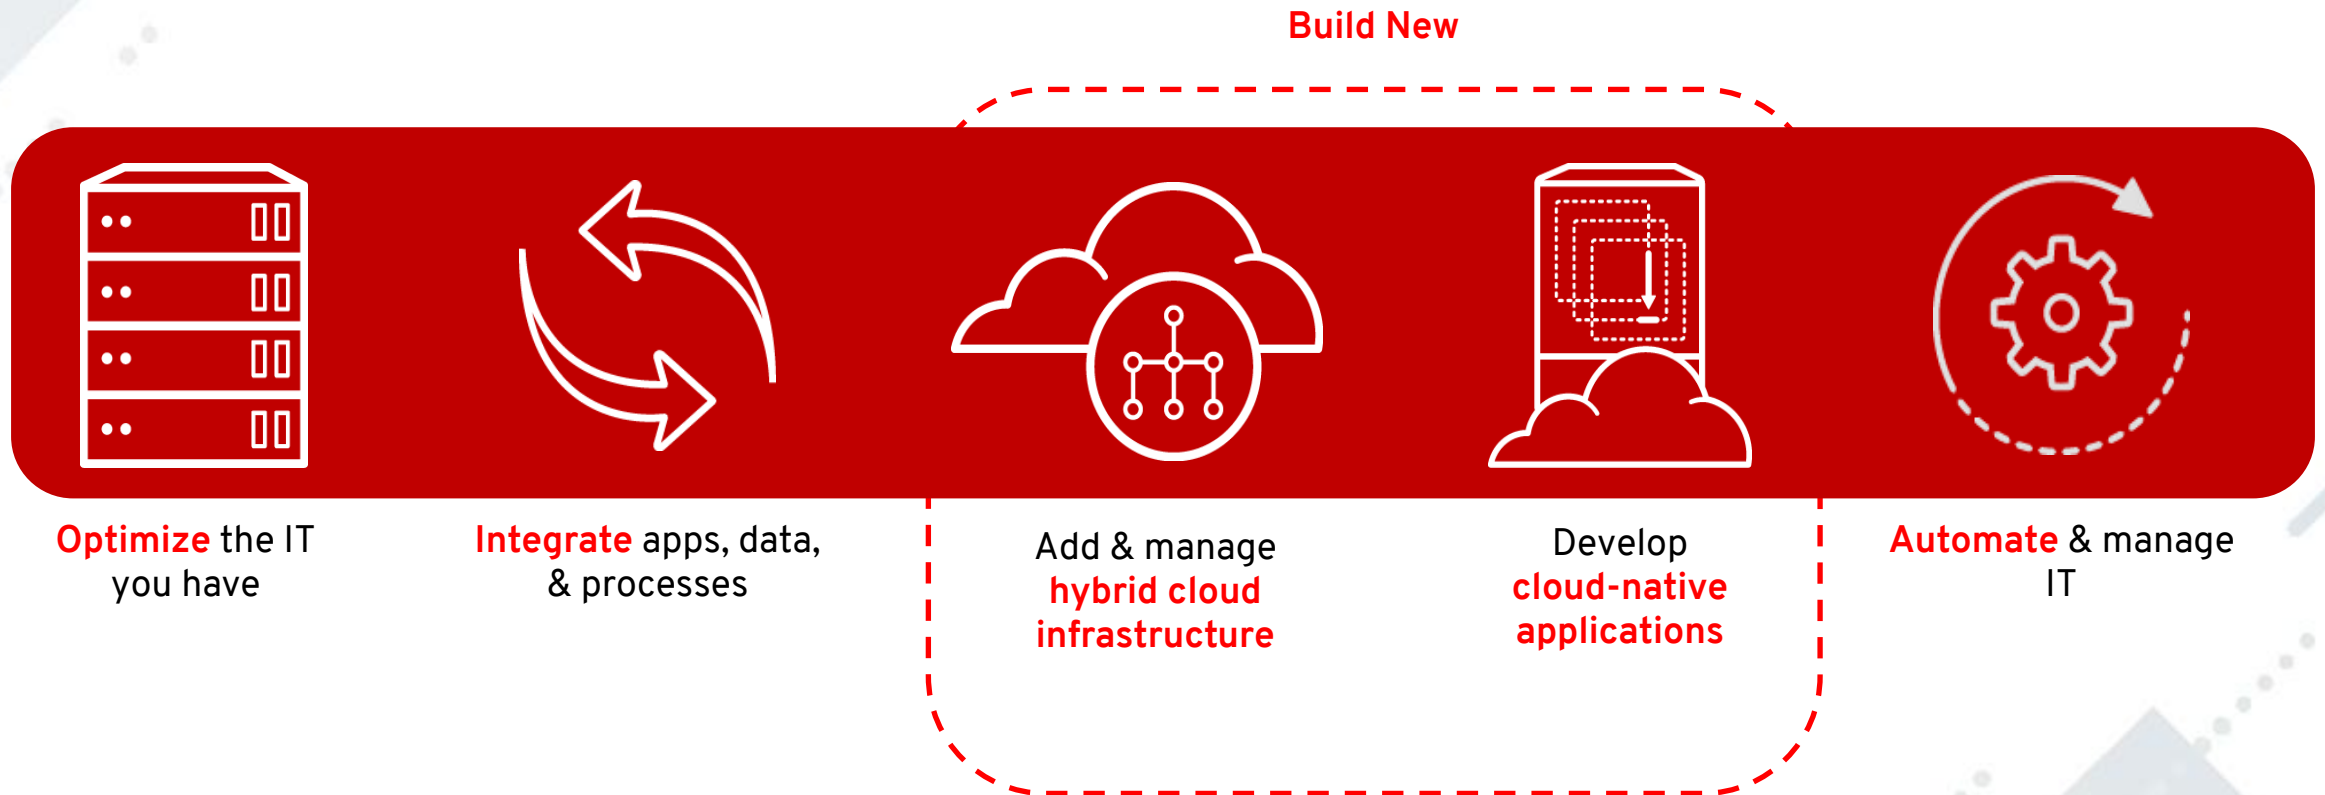 Build New
Optimize the IT
you have
Integrate apps, data,
& processes
Add & manage
hybrid cloud
infrastructure
Develop
cloud-native
applications
Automate & manage
IT